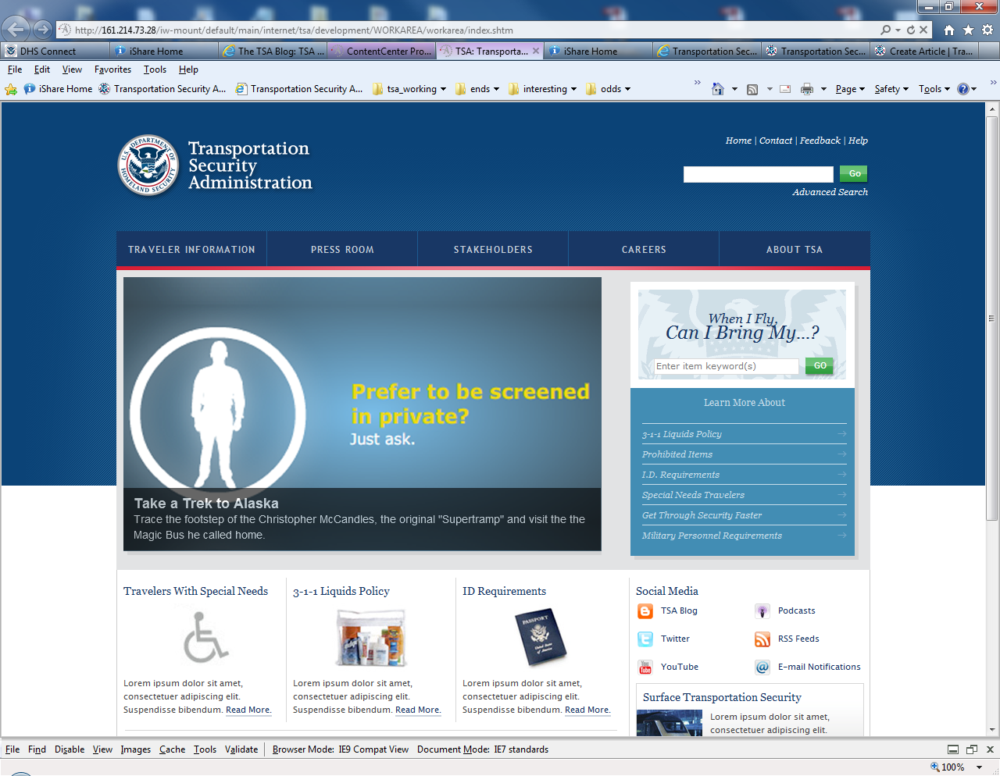 http://161.214.73.28/iw-mount/default/main/internet/tsa/development/WORKAREA/workarea/index.shtm
DHS Connect
iShare Home
The TSA Blog: TSA ...
ContentCenter Pro...
TSA: Transporta...
iShare Home
Transportation Sec...
Transportation Sec...
Create Article | Tra...
File Edit View Favorites Tools Help
iShare Home
Transportation Security A...
Transportation Security A...
tsa_working
ends
interesting
odds
Page
Safety
Tools
U.S. DEPARTMENT OF HOMELAND SECURITY
Transportation
Security
Administration
Home | Contact | Feedback | Help
Go
Advanced Search
TRAVELER INFORMATION
PRESS ROOM
STAKEHOLDERS
CAREERS
ABOUT TSA
Prefer to be screened
in private?
Just ask.
Take a Trek to Alaska
Trace the footstep of the Christopher McCandles, the original "Supertramp" and visit the the
Magic Bus he called home.
When I Fly,
Can I Bring My...?
Enter item keyword(s)
GO
Learn More About
3-1-1 Liquids Policy
Prohibited Items
I.D. Requirements
Special Needs Travelers
Get Through Security Faster
Military Personnel Requirements
Travelers With Special Needs
Lorem ipsum dolor sit amet,
consectetuer adipiscing elit.
Suspendisse bibendum. Read More.
3-1-1 Liquids Policy
Lorem ipsum dolor sit amet,
consectetuer adipiscing elit.
Suspendisse bibendum. Read More.
ID Requirements
PASSPORT
United States
of America
Lorem ipsum dolor sit amet,
consectetuer adipiscing elit.
Suspendisse bibendum. Read More.
Social Media
TSA Blog
Podcasts
Twitter
RSS Feeds
You
Tube
YouTube
E-mail Notifications
Surface Transportation Security
Lorem ipsum dolor sit amet,
consectetuer adipiscing elit.
File Find Disable View Images Cache Tools Validate
Browser Mode: IE9 Compat View
Document Mode: IE7 standards
100%